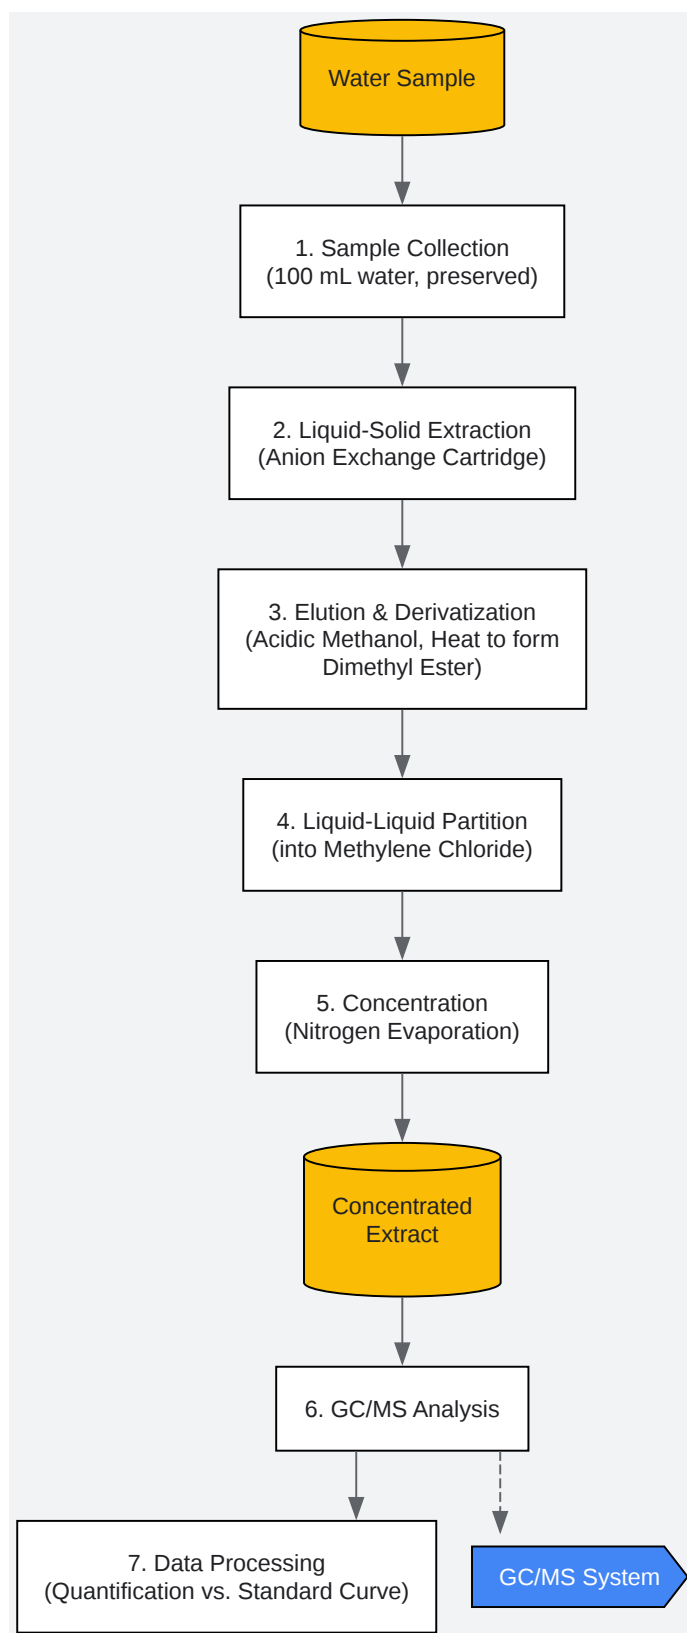 Water Sample
1. Sample Collection
(100 mL water, preserved)
2. Liquid-Solid Extraction
(Anion Exchange Cartridge)
3. Elution & Derivatization
(Acidic Methanol, Heat to form
Dimethyl Ester)
4. Liquid-Liquid Partition
(into Methylene Chloride)
5. Concentration
(Nitrogen Evaporation)
Concentrated
Extract
6. GC/MS Analysis
7. Data Processing
(Quantification vs. Standard Curve)
GC/MS System